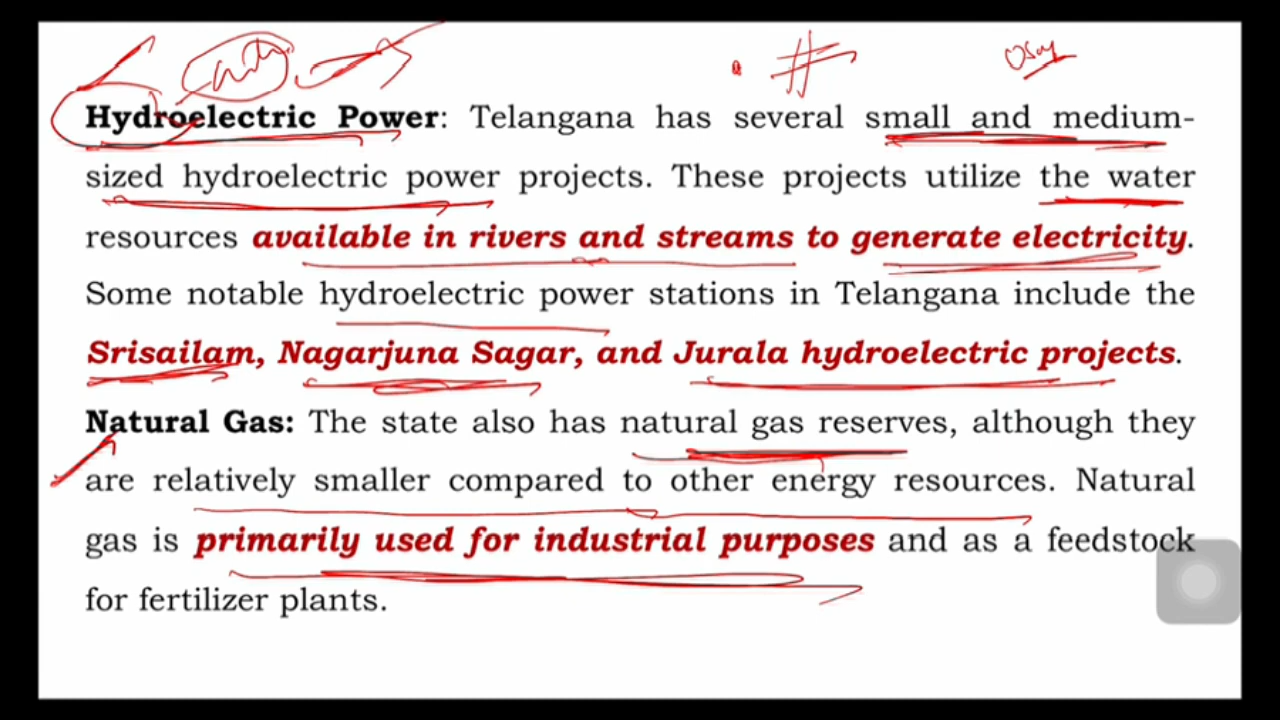 Hydroelectric Power: Telangana has several small and medium-
sized hydroelectric power projects. These projects utilize the water
resources available in rivers and streams to generate electricity.
Some notable hydroelectric power stations in Telangana include the
Srisailam, Nagarjuna Sagar, and Jurala hydroelectric projects.
Natural Gas: The state also has natural gas reserves, although they
are relatively smaller compared to other energy resources. Natural
gas is primarily used for industrial purposes and as a feedstock
for fertilizer plants.